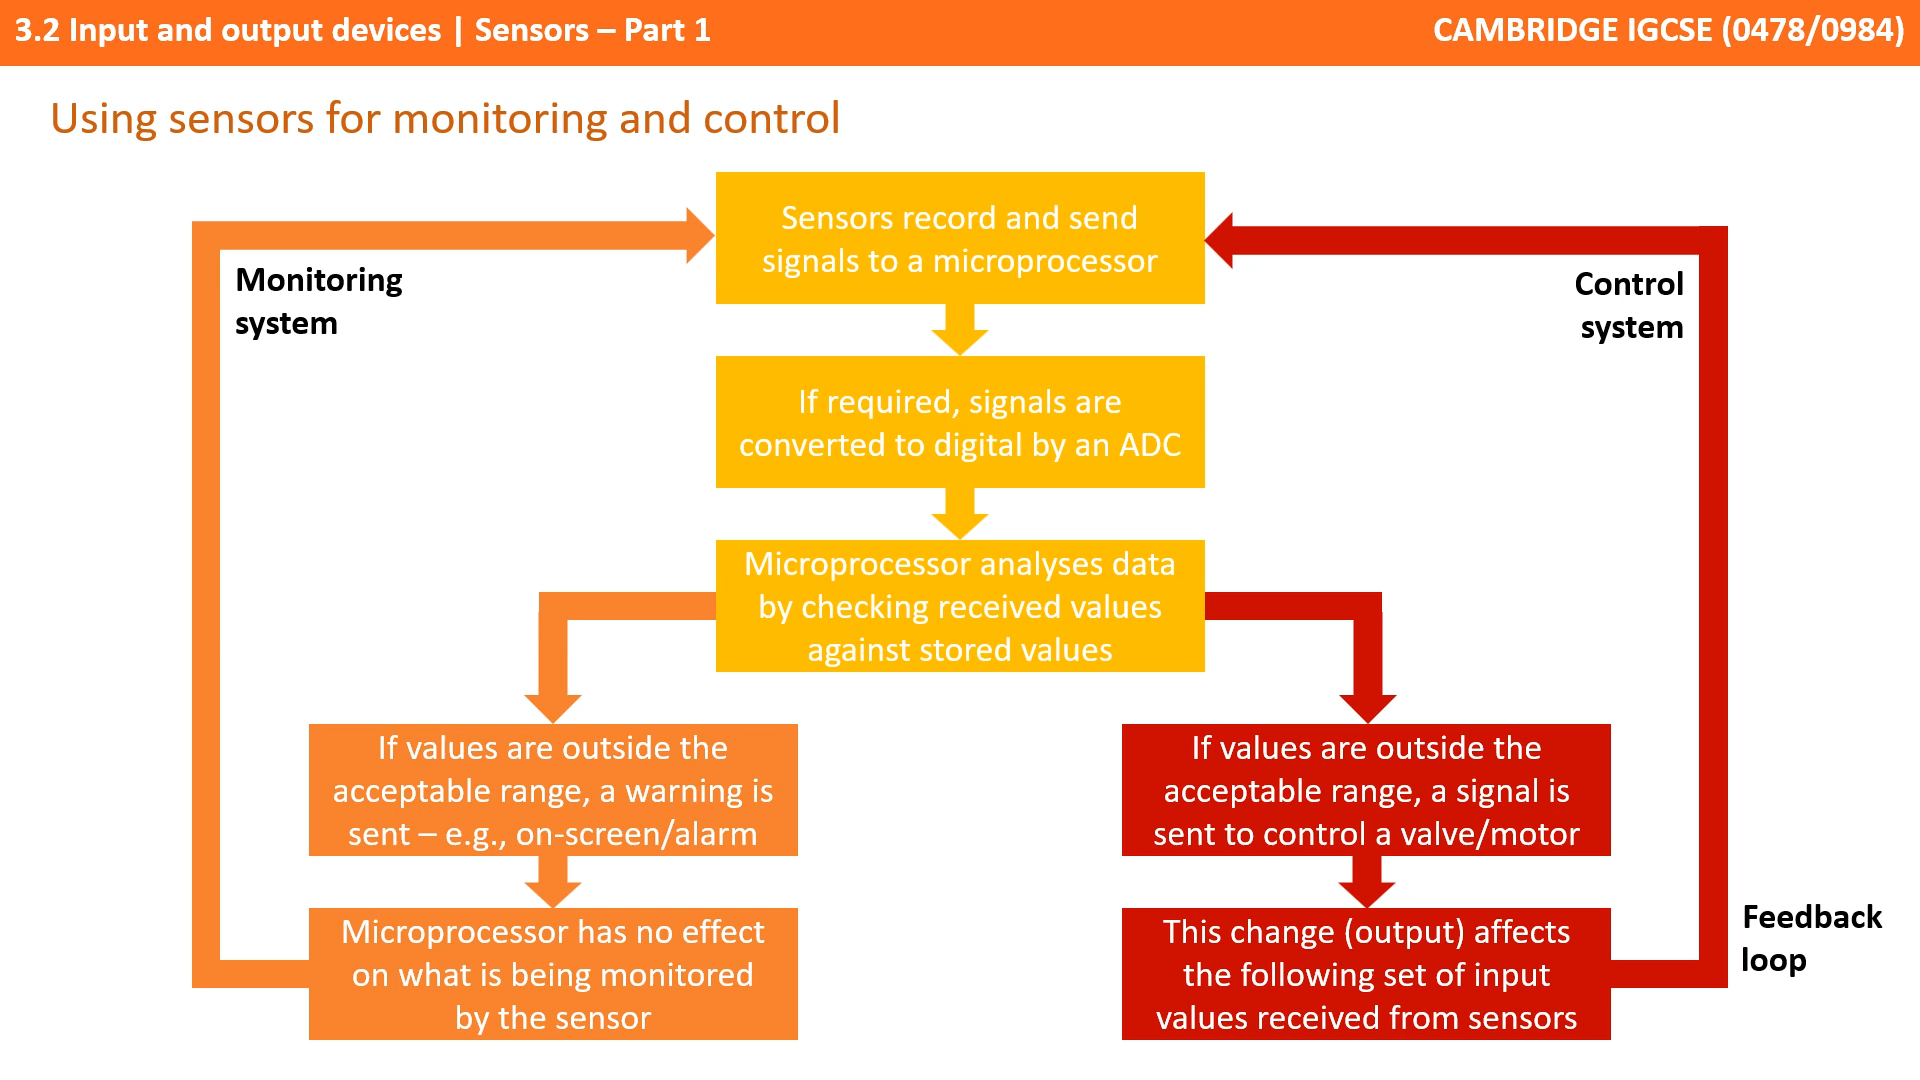 3.2 Input and output devices | Sensors – Part 1
CAMBRIDGE IGCSE (0478/0984)
Using sensors for monitoring and control
Sensors record and send
signals to a microprocessor
Monitoring
system
Control
system
If required, signals are
converted to digital by an ADC
Microprocessor analyses data
by checking received values
against stored values
If values are outside the
acceptable range, a warning is
sent – e.g., on-screen/alarm
If values are outside the
acceptable range, a signal is
sent to control a valve/motor
Microprocessor has no effect
on what is being monitored
by the sensor
This change (output) affects
the following set of input
values received from sensors
Feedback
loop